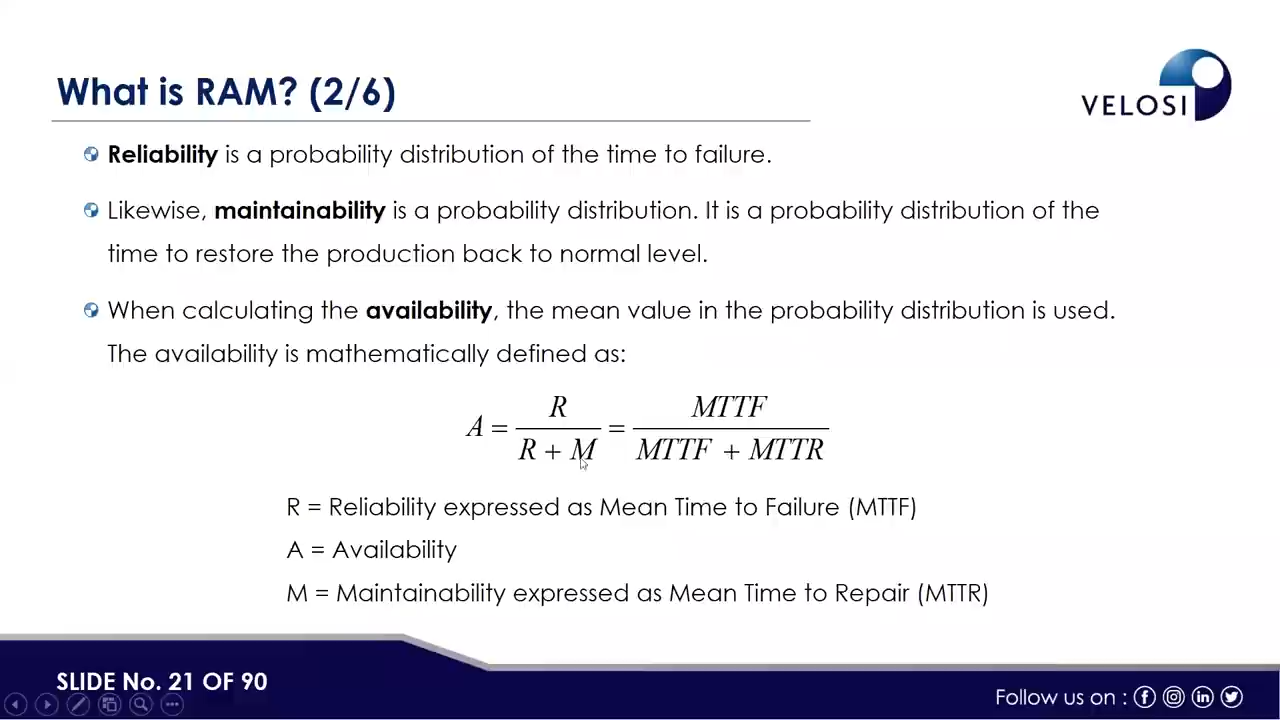 What is RAM? (2/6)
VELOSI
Reliability is a probability distribution of the time to failure.
Likewise, maintainability is a probability distribution. It is a probability distribution of the
time to restore the production back to normal level.
When calculating the availability, the mean value in the probability distribution is used.
The availability is mathematically defined as:
A = R / (R + M) = MTTF / (MTTF + MTTR)
R = Reliability expressed as Mean Time to Failure (MTTF)
A = Availability
M = Maintainability expressed as Mean Time to Repair (MTTR)
SLIDE No. 21 OF 90
Follow us on :